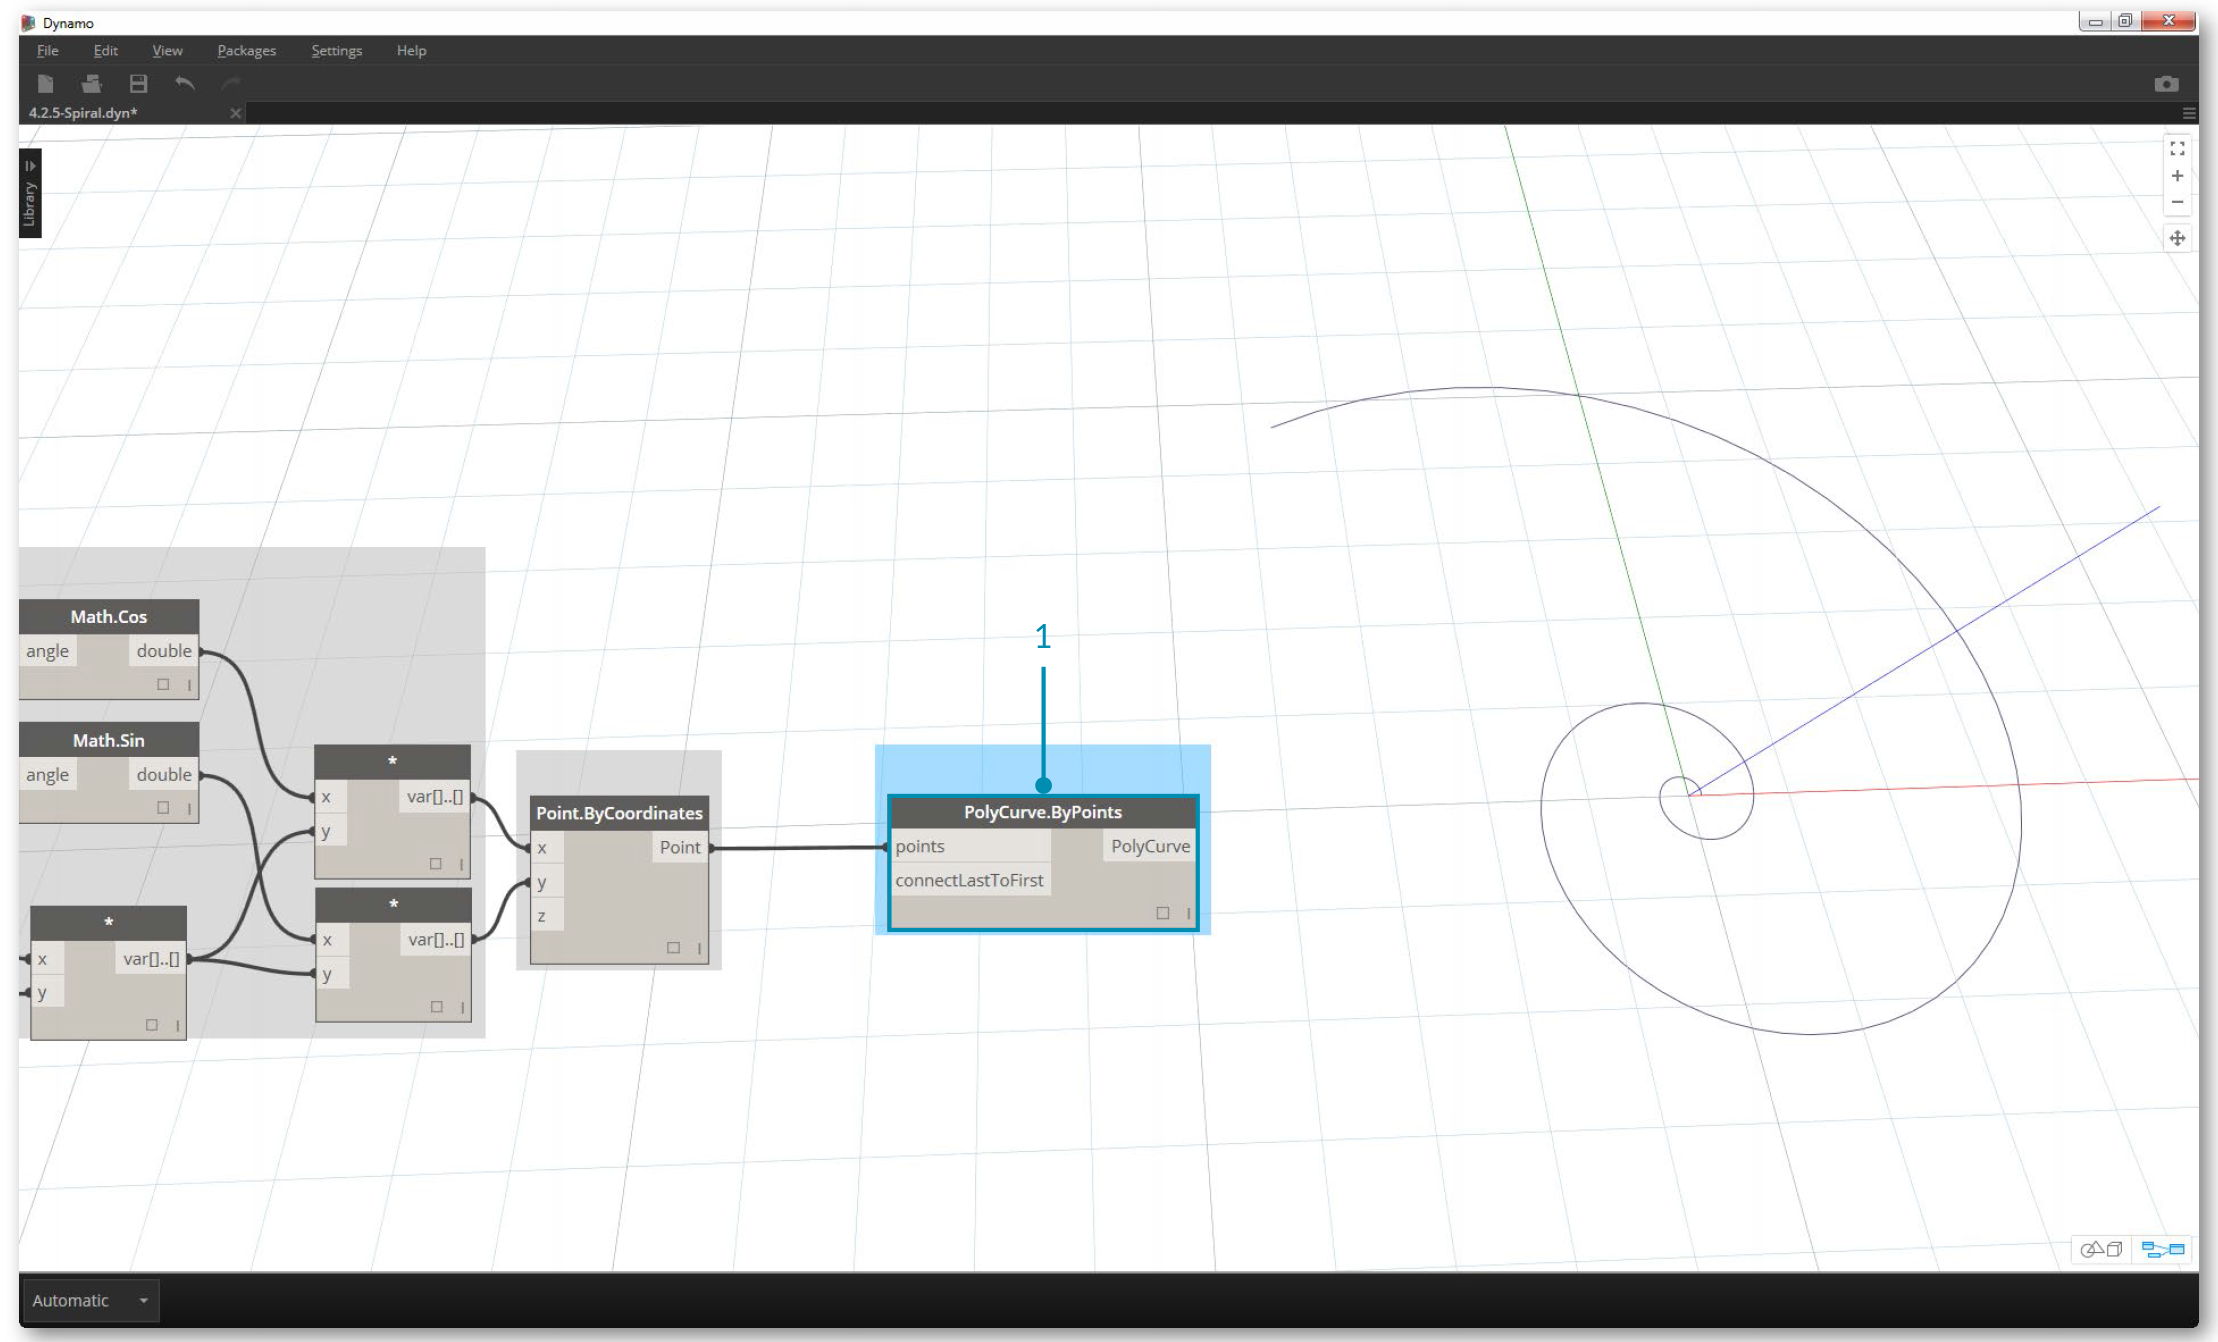 Dynamo
File Edit View Packages Settings Help
4.2.5-Spiral.dyn*
Library
1
Math.Cos
angle double
Math.Sin
angle double
*
x var[]..[]
y
*
x var[]..[]
y
*
x var[]..[]
y
Point.ByCoordinates
x Point
y
z
PolyCurve.ByPoints
points PolyCurve
connectLastToFirst
Automatic